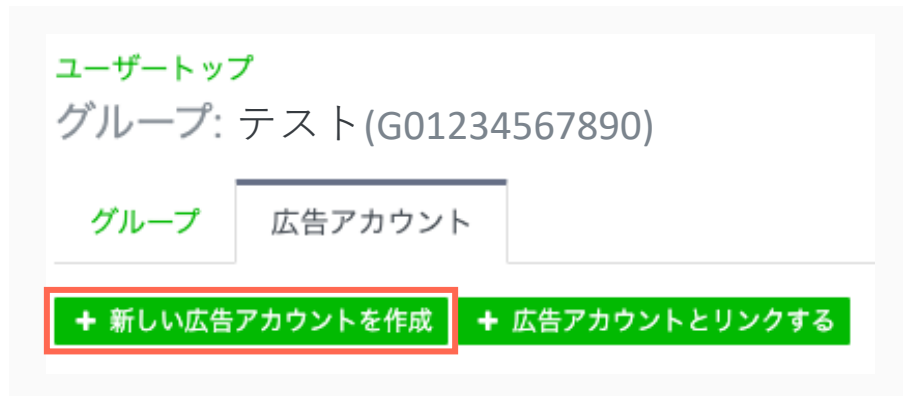 ユーザートップ
グループ: テスト(G01234567890)
グループ 広告アカウント
+ 新しい広告アカウントを作成 + 広告アカウントとリンクする